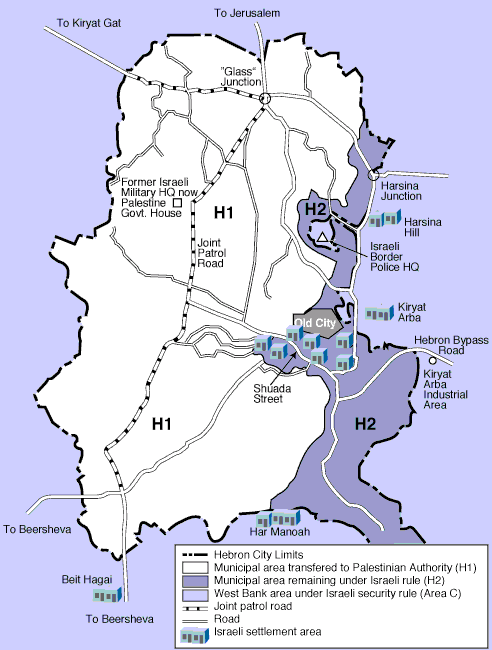 To Jerusalem
To Kiryat Gat
"Glass"
Junction
Former Israeli
Military HQ now
Palestine
Govt. House
H1
H2
Harsina
Junction
Harsina
Hill
Israeli
Border
Police HQ
Joint
Patrol
Road
Old City
Kiryat
Arba
Hebron Bypass
Road
Kiryat
Arba
Industrial
Area
Shuada
Street
H1
H2
To Beersheva
Har Manoah
Beit Hagai
To Beersheva
Hebron City Limits
Municipal area transfered to Palestinian Authority (H1)
Municipal area remaining under Israeli rule (H2)
West Bank area under Israeli security rule (Area C)
Joint patrol road
Road
Israeli settlement area